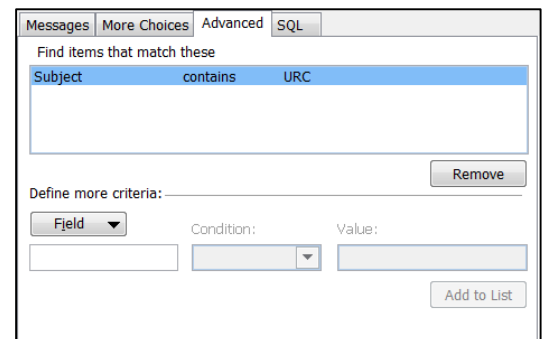 Messages More Choices Advanced SQL
Find items that match these
Subject contains URC
Remove
Define more criteria:
Field Condition: Value:
Add to List